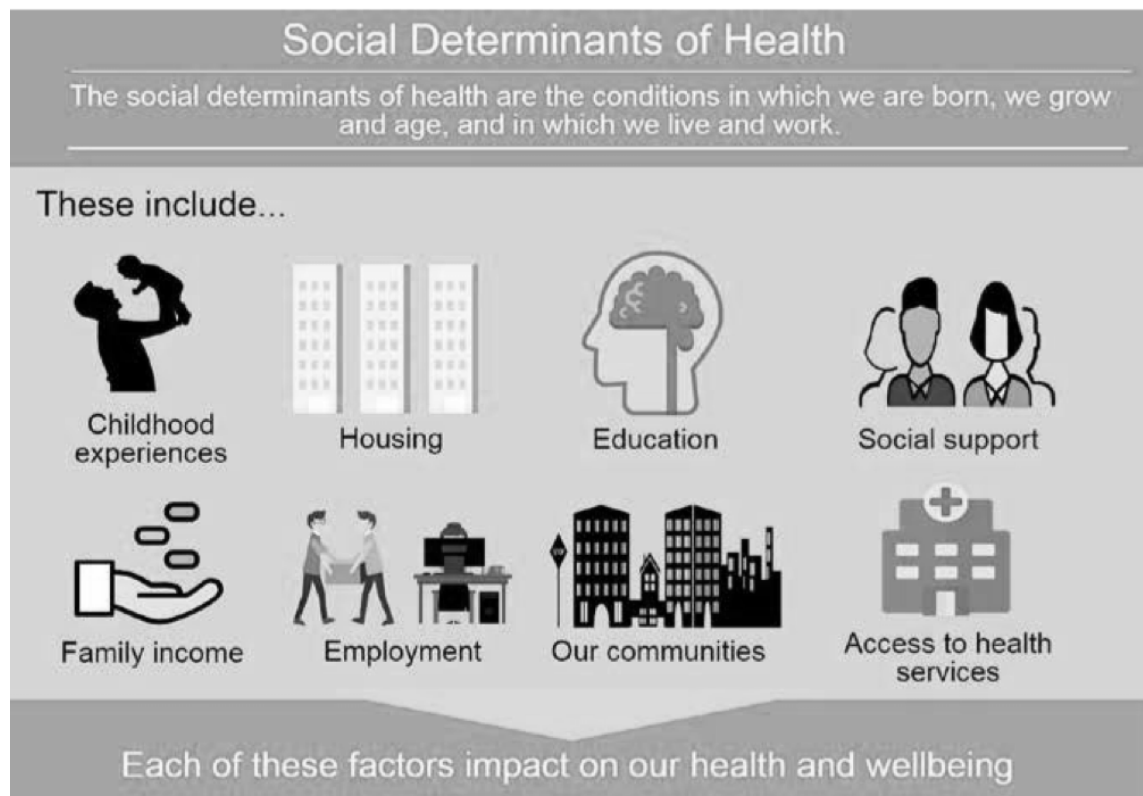 Social Determinants of Health
The social determinants of health are the conditions in which we are born, we grow
and age, and in which we live and work.
These include...
Childhood
experiences
Housing
Education
Social support
Family income
Employment
Our communities
Access to health
services
Each of these factors impact on our health and wellbeing